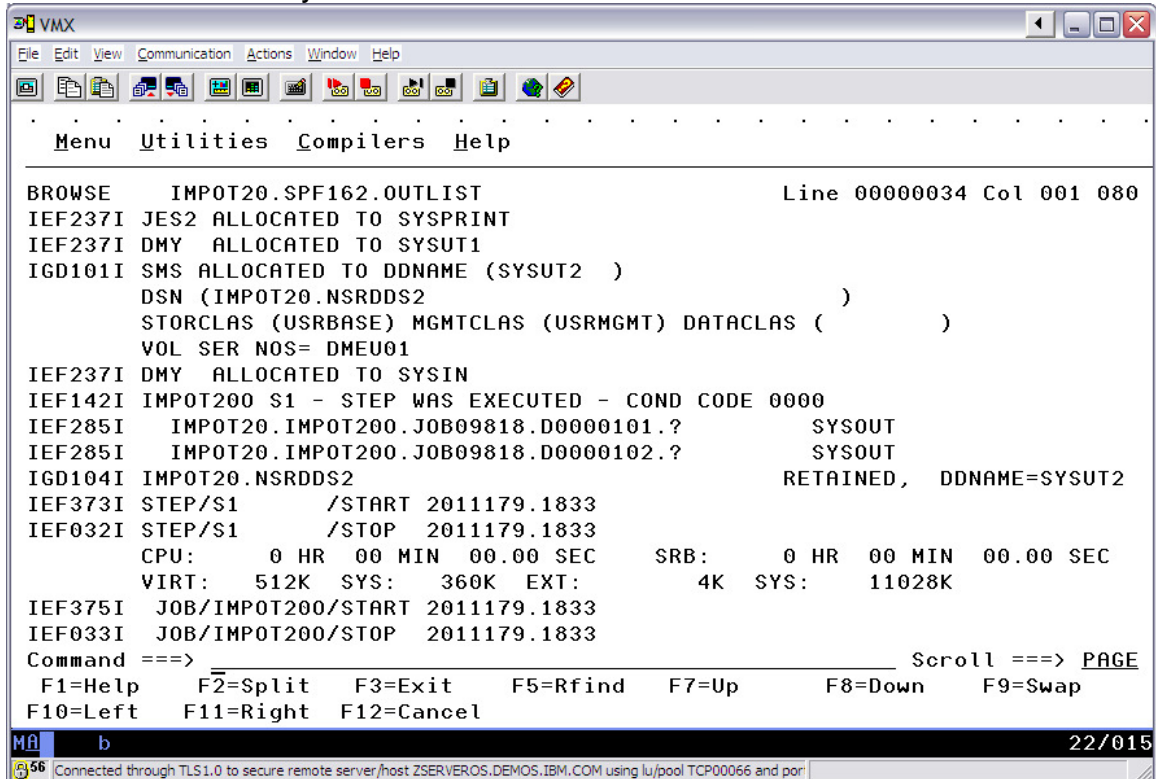 VMX
File Edit View Communication Actions Window Help
. . . . . . . . . . . . . . . . . . . . . . . . . . .
Menu Utilities Compilers Help
BROWSE IMPOT20.SPF162.OUTLIST Line 00000034 Col 001 080
IEF237I JES2 ALLOCATED TO SYSPRINT
IEF237I DMY ALLOCATED TO SYSUT1
IGD101I SMS ALLOCATED TO DDNAME (SYSUT2 )
DSN (IMPOT20.NSRDDS2 )
STORCLAS (USRBASE) MGMTCLAS (USRMGMT) DATACLAS ( )
VOL SER NOS= DMEU01
IEF237I DMY ALLOCATED TO SYSIN
IEF142I IMPOT20O S1 - STEP WAS EXECUTED - COND CODE 0000
IEF285I IMPOT20.IMPOT20O.JOB09818.D0000101.? SYSOUT
IEF285I IMPOT20.IMPOT20O.JOB09818.D0000102.? SYSOUT
IGD104I IMPOT20.NSRDDS2 RETAINED, DDNAME=SYSUT2
IEF373I STEP/S1 /START 2011179.1833
IEF032I STEP/S1 /STOP 2011179.1833
CPU: 0 HR 00 MIN 00.00 SEC SRB: 0 HR 00 MIN 00.00 SEC
VIRT: 512K SYS: 360K EXT: 4K SYS: 11028K
IEF375I JOB/IMPOT20O/START 2011179.1833
IEF033I JOB/IMPOT20O/STOP 2011179.1833
Command ===> Scroll ===> PAGE
F1=Help F2=Split F3=Exit F5=Rfind F7=Up F8=Down F9=Swap
F10=Left F11=Right F12=Cancel
MA b 22/015
56 Connected through TLS1.0 to secure remote server/host ZSERVEROS.DEMOS.IBM.COM using lu/pool TCP00066 and por